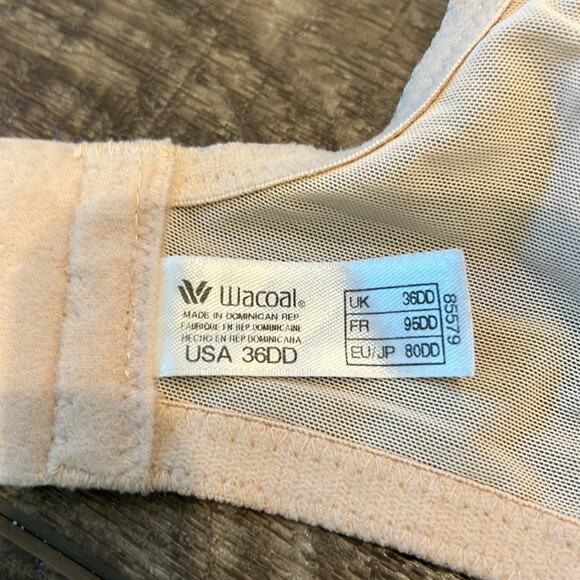 Wacoal®
MADE IN DOMINICAN REP.
FABRIQUE EN REP. DOMINICAINE
HECHO EN REP. DOMINICANA
USA 36DD
UK 36DD
FR 95DD
EU/JP 80DD
85579